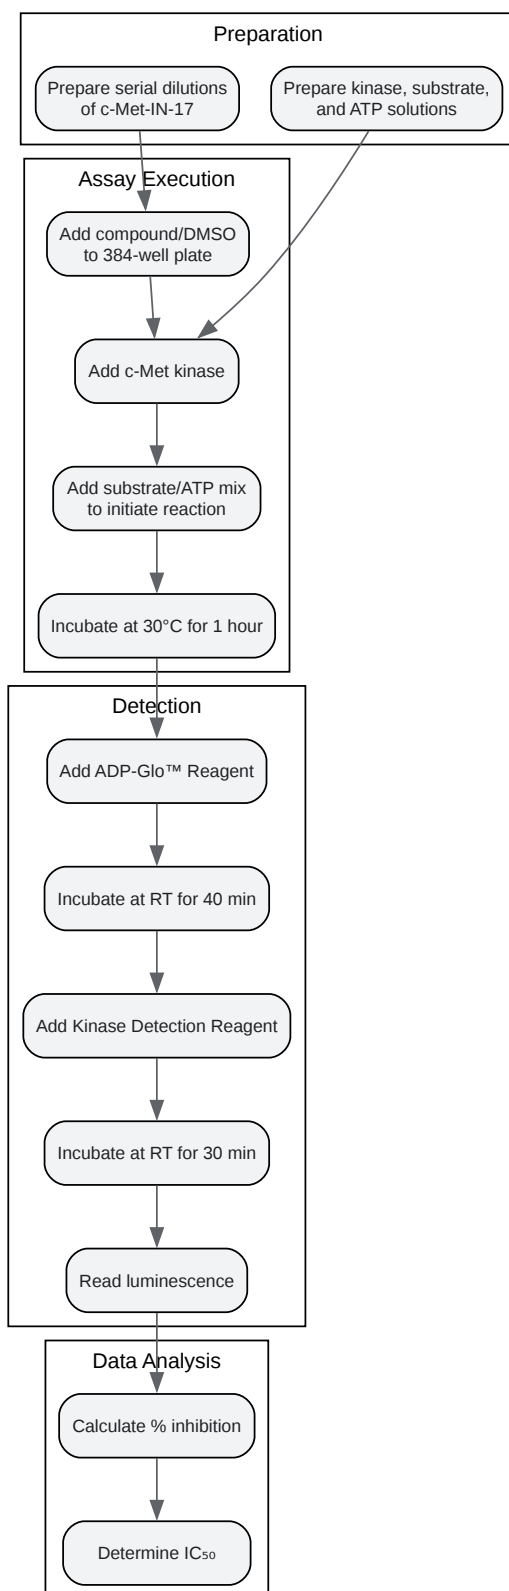 Preparation
Prepare serial dilutions
of c-Met-IN-17
Prepare kinase, substrate,
and ATP solutions
Assay Execution
Add compound/DMSO
to 384-well plate
Add c-Met kinase
Add substrate/ATP mix
to initiate reaction
Incubate at 30°C for 1 hour
Detection
Add ADP-Glo™ Reagent
Incubate at RT for 40 min
Add Kinase Detection Reagent
Incubate at RT for 30 min
Read luminescence
Data Analysis
Calculate % inhibition
Determine IC₅₀